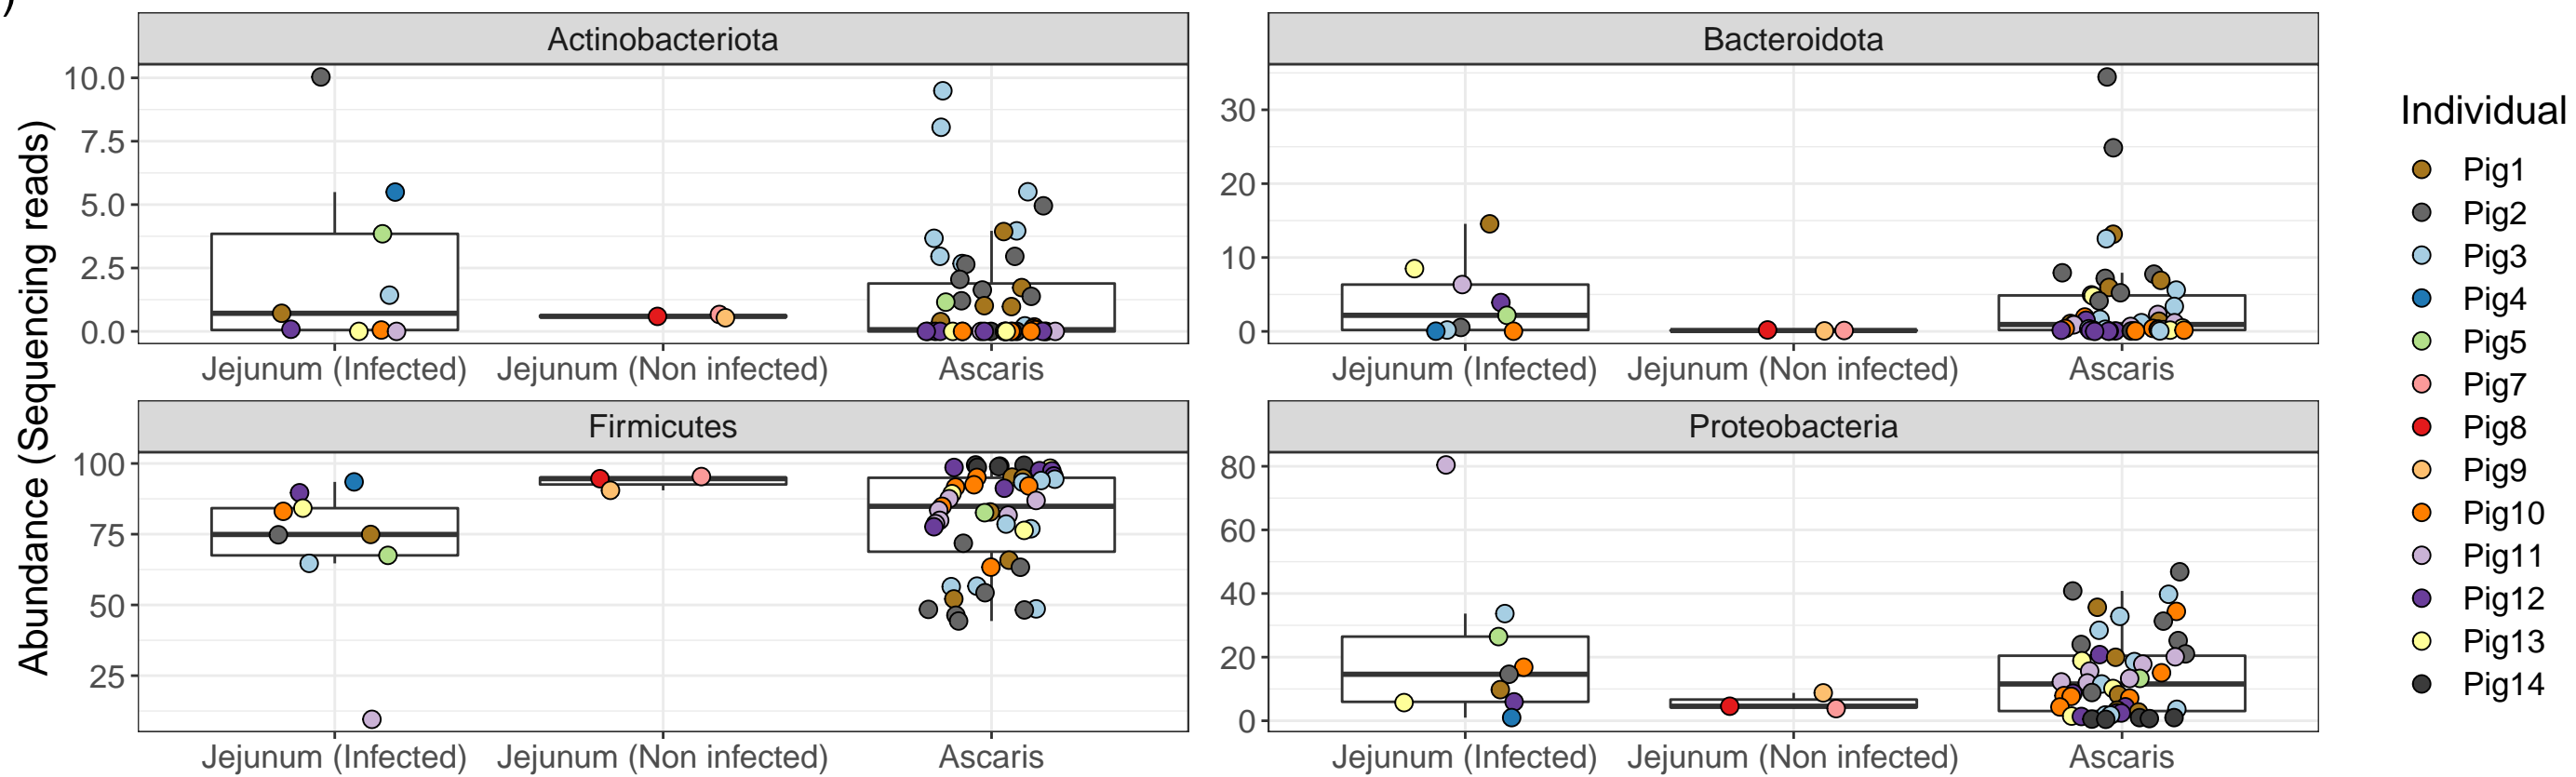 )
Abundance (Sequencing reads)
Actinobacteriota
10.0
7.5
5.0
2.5
0.0
Jejunum (Infected) Jejunum (Non infected) Ascaris
Bacteroidota
30
20
10
0
Jejunum (Infected) Jejunum (Non infected) Ascaris
Firmicutes
100
75
50
25
Jejunum (Infected) Jejunum (Non infected) Ascaris
Proteobacteria
80
60
40
20
0
Jejunum (Infected) Jejunum (Non infected) Ascaris
Individual
Pig1
Pig2
Pig3
Pig4
Pig5
Pig7
Pig8
Pig9
Pig10
Pig11
Pig12
Pig13
Pig14